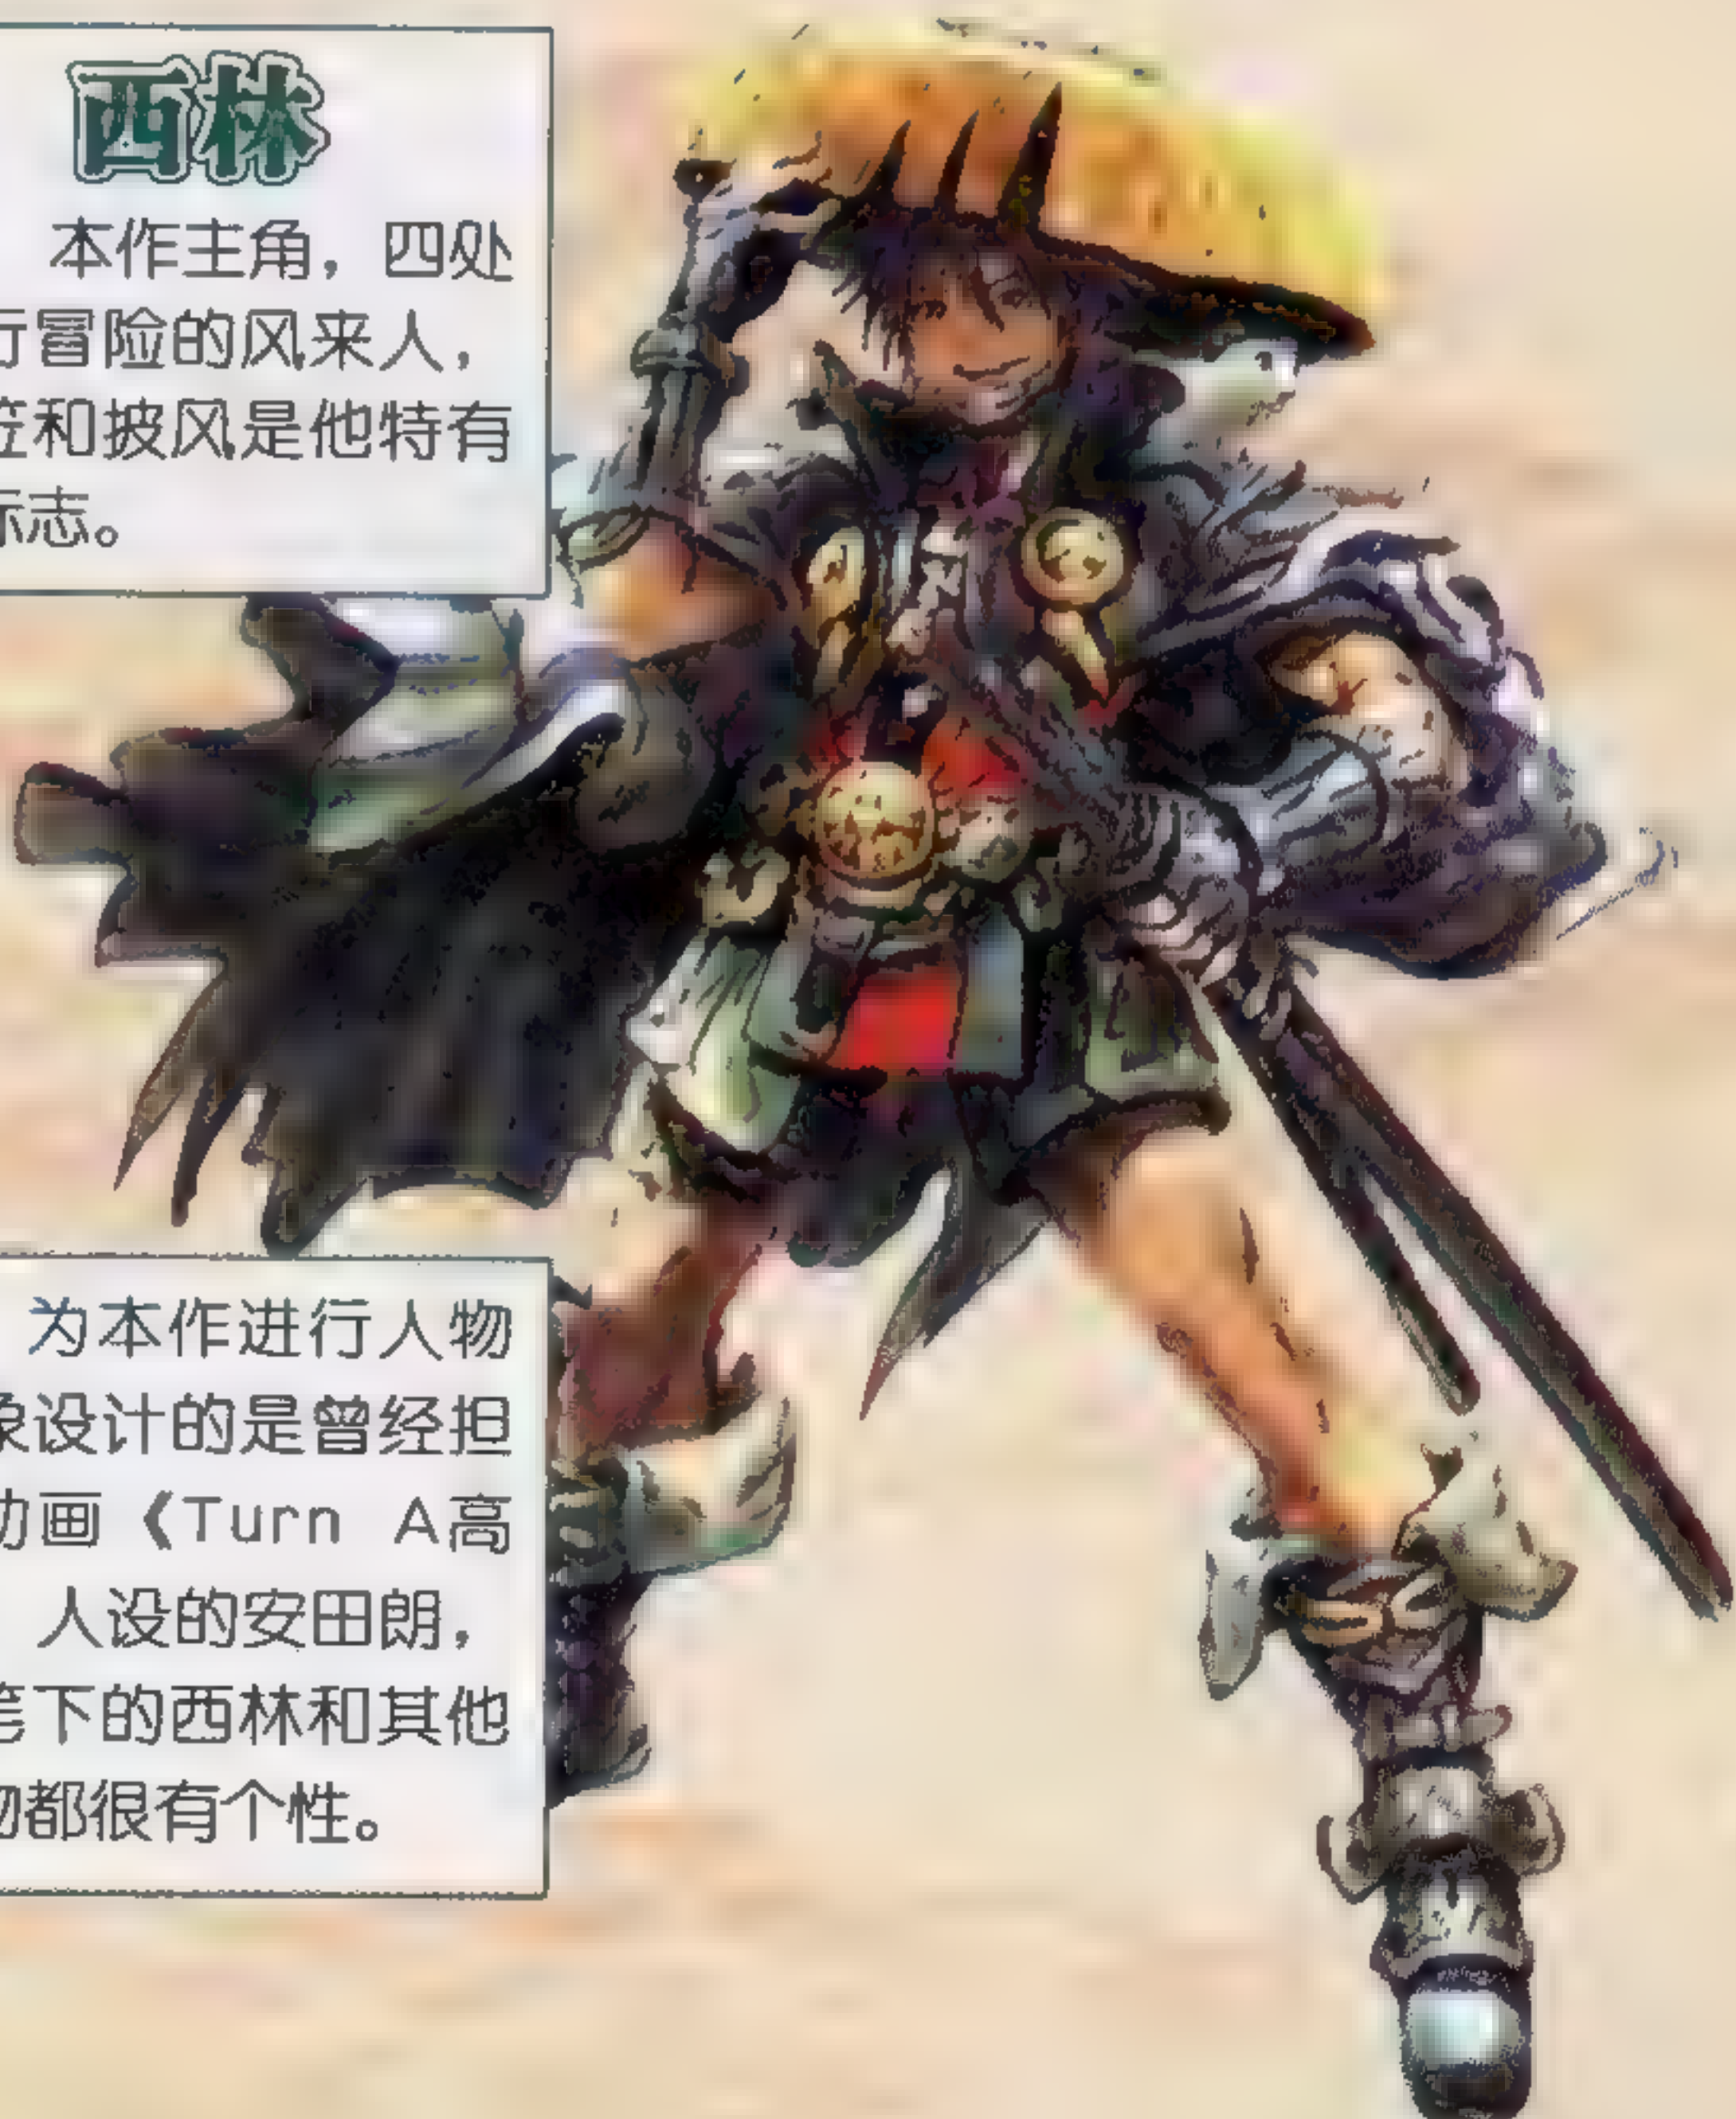 西林
本作主角，四处
行冒险的风来人，
笠和披风是他特有
标志。
为本作进行人物
象设计的是曾经担
动画《Turn A高
人设的安田朗，
笔下的西林和其他
物都很有个性。